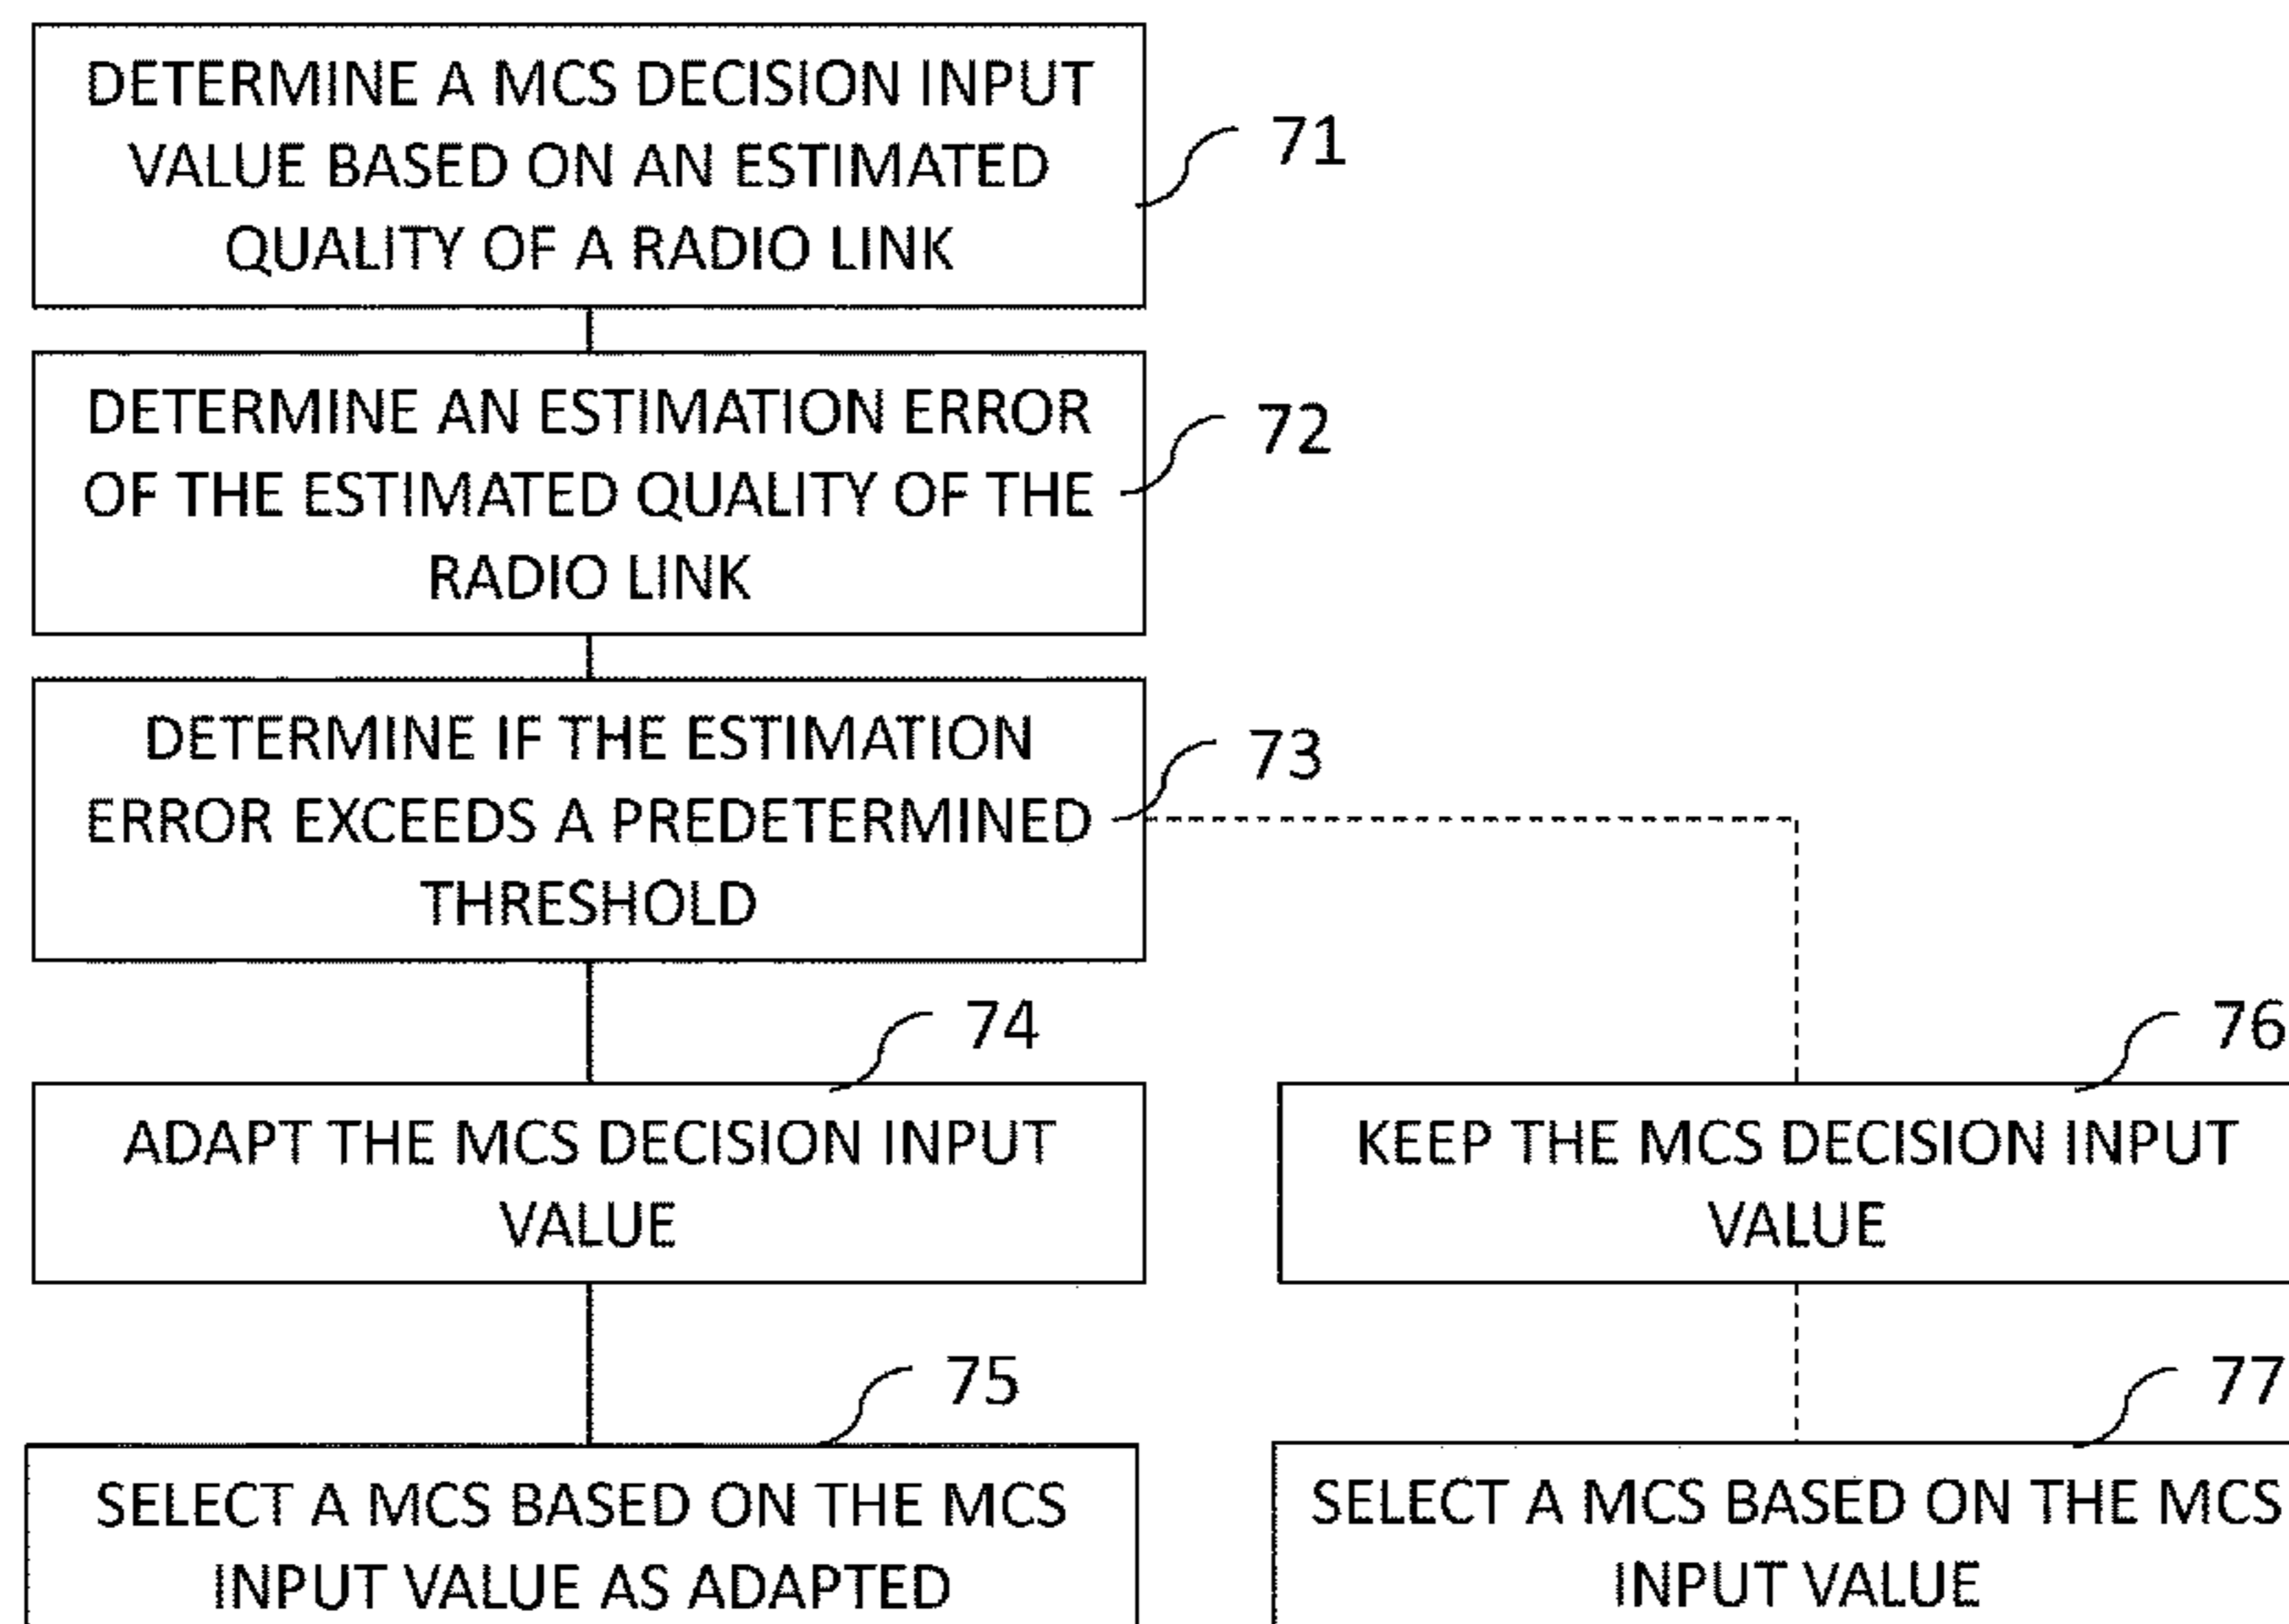 DETERMINE A MCS DECISION INPUT
VALUE BASED ON AN ESTIMATED
QUALITY OF A RADIO LINK
71
DETERMINE AN ESTIMATION ERROR
OF THE ESTIMATED QUALITY OF THE
RADIO LINK
72
DETERMINE IF THE ESTIMATION
ERROR EXCEEDS A PREDETERMINED
THRESHOLD
73
74
ADAPT THE MCS DECISION INPUT
VALUE
76
KEEP THE MCS DECISION INPUT
VALUE
75
SELECT A MCS BASED ON THE MCS
INPUT VALUE AS ADAPTED
77
SELECT A MCS BASED ON THE MCS
INPUT VALUE